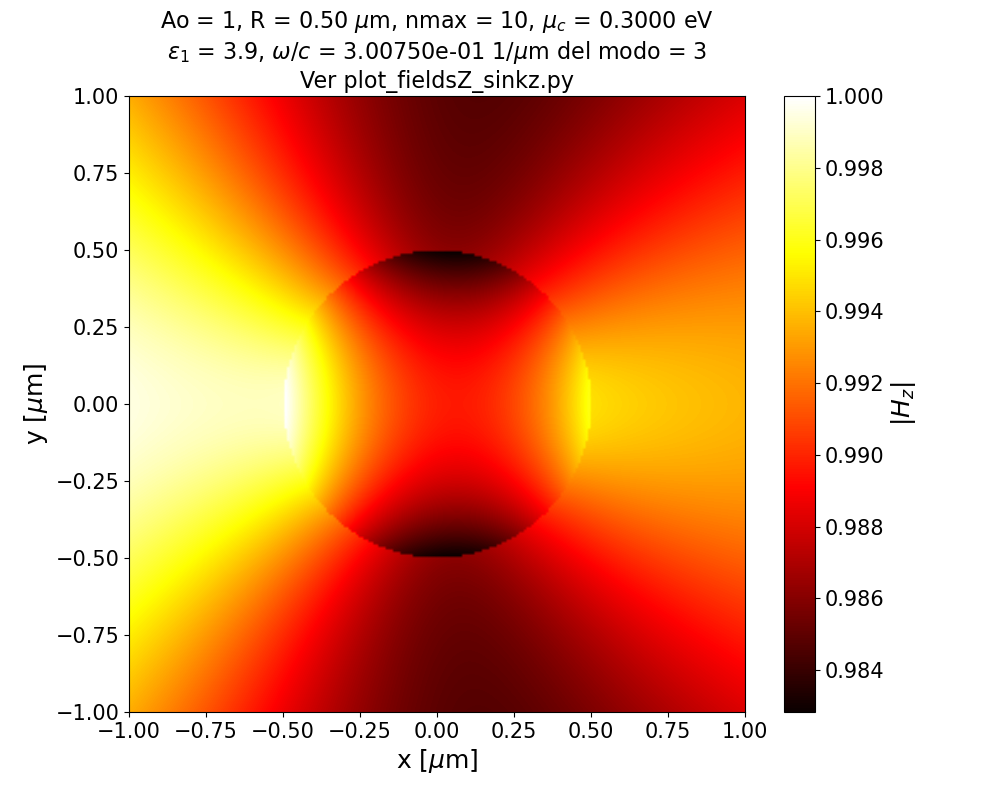 Ao = 1, R = 0.50 μm, nmax = 10, μ_c = 0.3000 eV
ε₁ = 3.9, ω/c = 3.00750e-01 1/μm del modo = 3
Ver plot_fieldsZ_sinkz.py
1.00
0.75
0.50
0.25
0.00
−0.25
−0.50
−0.75
−1.00
y [μm]
−1.00 −0.75 −0.50 −0.25 0.00 0.25 0.50 0.75 1.00
x [μm]
1.000
0.998
0.996
0.994
0.992
0.990
0.988
0.986
0.984
|H_z|